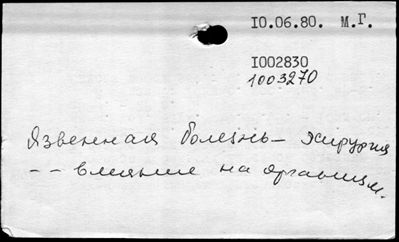 10.06.80. М.Г.
1002830
1003270
Язвенная болезнь – хирургия
– – влияние на организм.